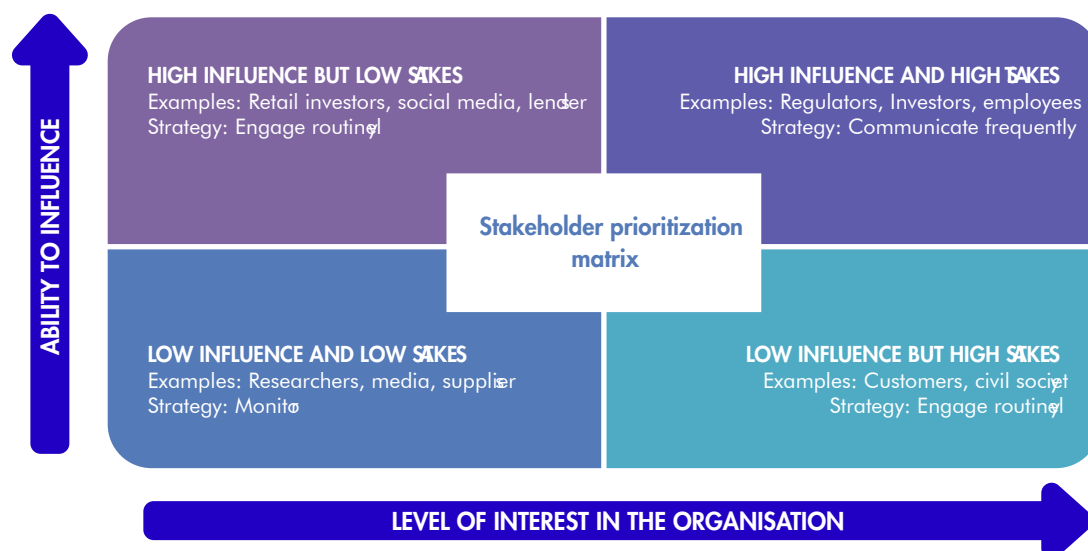 HIGH INFLUENCE BUT LOW STAKES
Examples: Retail investors, social media, lenders
Strategy: Engage routinely
HIGH INFLUENCE AND HIGH STAKES
Examples: Regulators, Investors, employees
Strategy: Communicate frequently
ABILITY TO INFLUENCE
Stakeholder prioritization
matrix
LOW INFLUENCE AND LOW STAKES
Examples: Researchers, media, suppliers
Strategy: Monitor
LOW INFLUENCE BUT HIGH STAKES
Examples: Customers, civil society
Strategy: Engage routinely
LEVEL OF INTEREST IN THE ORGANISATION